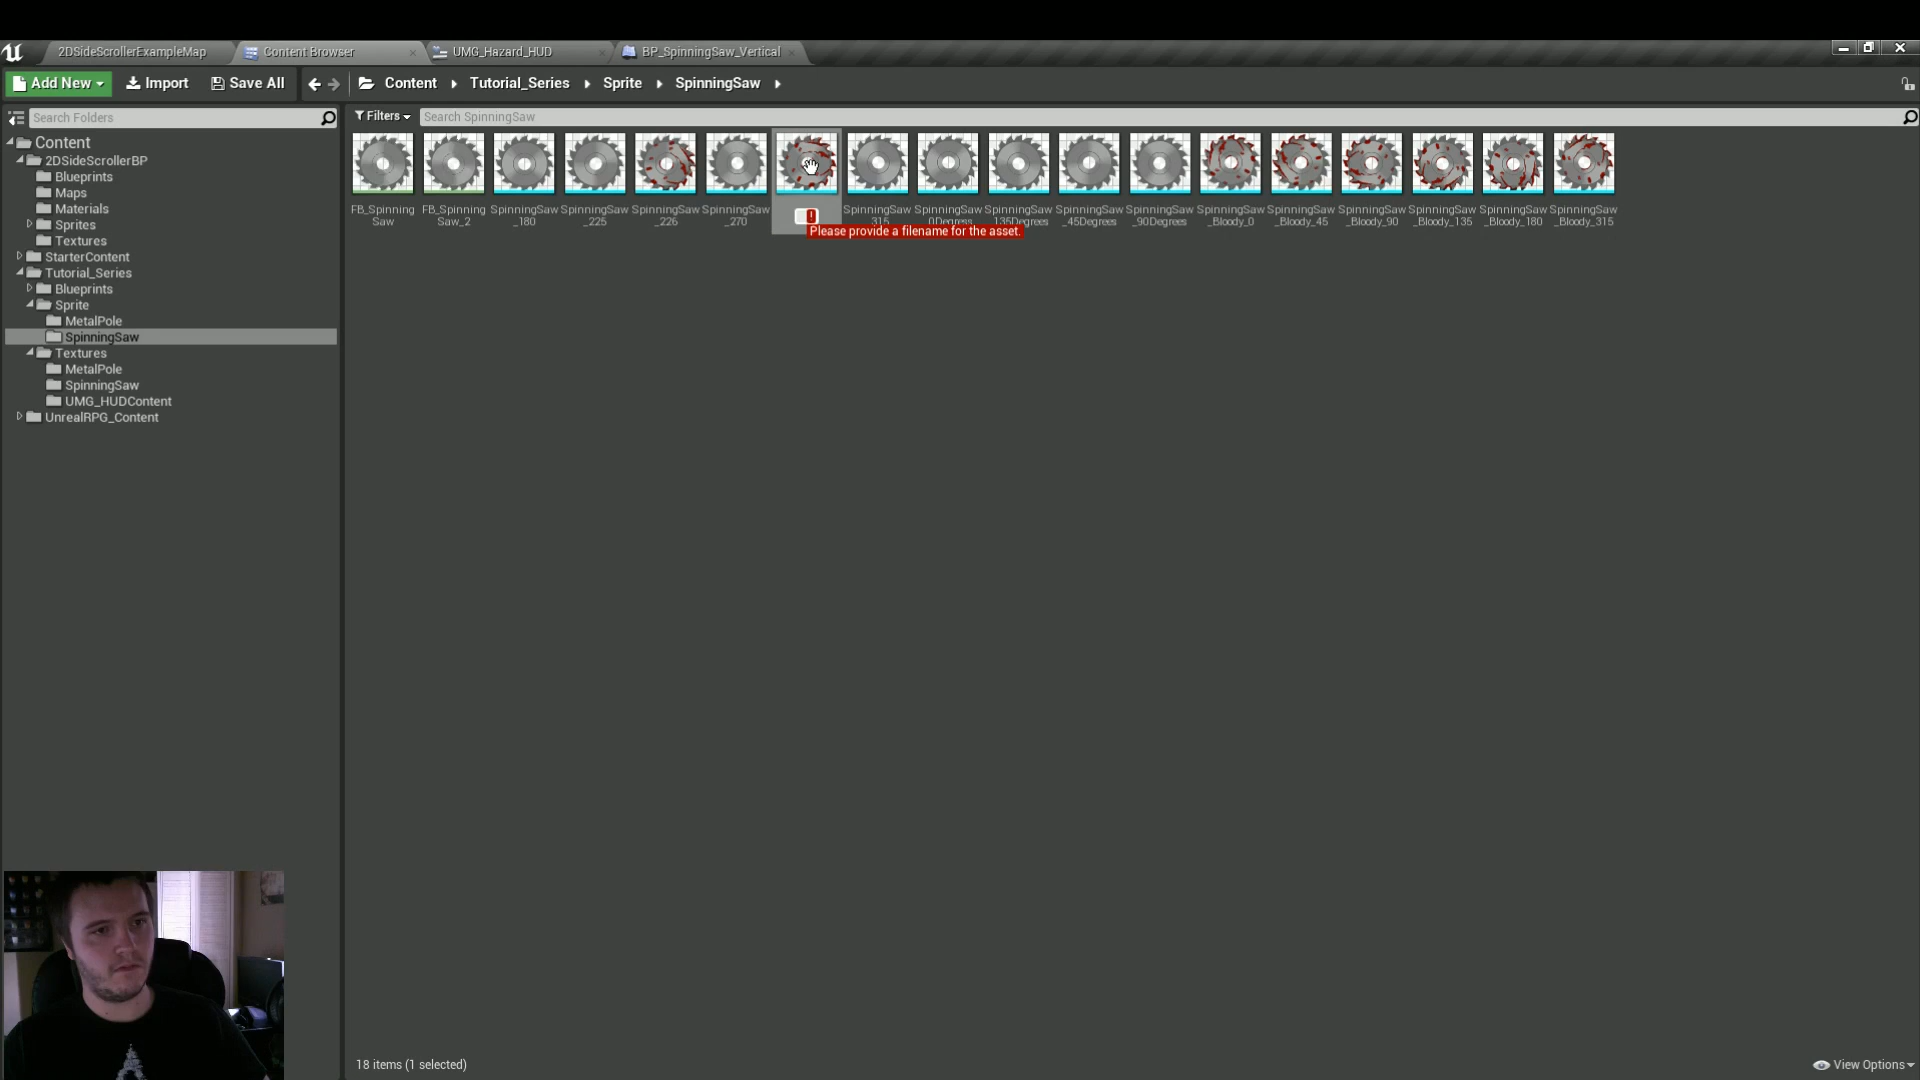 2DSideScrollerExampleMap
Content Browser
UMG_Hazard_HUD
BP_SpinningSaw_Vertical
Add New
Import
Save All
Content
Tutorial_Series
Sprite
SpinningSaw
Search Folders
Filters
Search SpinningSaw
Content
2DSideScrollerBP
Blueprints
Maps
Materials
Sprites
Textures
StarterContent
Tutorial_Series
Blueprints
Sprite
MetalPole
SpinningSaw
Textures
MetalPole
SpinningSaw
UMG_HUDContent
UnrealRPG_Content
FB_Spinning
Saw
FB_Spinning
Saw_2
SpinningSaw
_180
SpinningSaw
_225
SpinningSaw
_226
SpinningSaw
_270
!
Please provide a filename for the asset.
SpinningSaw
315
SpinningSaw
0Degress
SpinningSaw
135Degrees
SpinningSaw
_45Degrees
SpinningSaw
_90Degrees
SpinningSaw
_Bloody_0
SpinningSaw
_Bloody_45
SpinningSaw
_Bloody_90
SpinningSaw
_Bloody_135
SpinningSaw
_Bloody_180
SpinningSaw
_Bloody_315
18 items (1 selected)
View Options